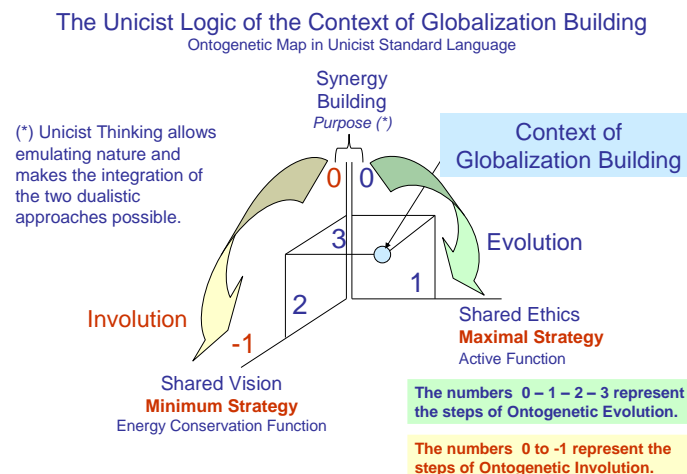 The Unicist Logic of the Context of Globalization Building
Ontogenetic Map in Unicist Standard Language
Synergy
Building
Purpose (*)
(*) Unicist Thinking allows
emulating nature and
makes the integration of
the two dualistic
approaches possible.
Context of
Globalization Building
0 0
3
Evolution
1
2
Involution
-1
Shared Ethics
Maximal Strategy
Active Function
Shared Vision
Minimum Strategy
Energy Conservation Function
The numbers 0 – 1 – 2 – 3 represent
the steps of Ontogenetic Evolution.
The numbers 0 to -1 represent the
steps of Ontogenetic Involution.